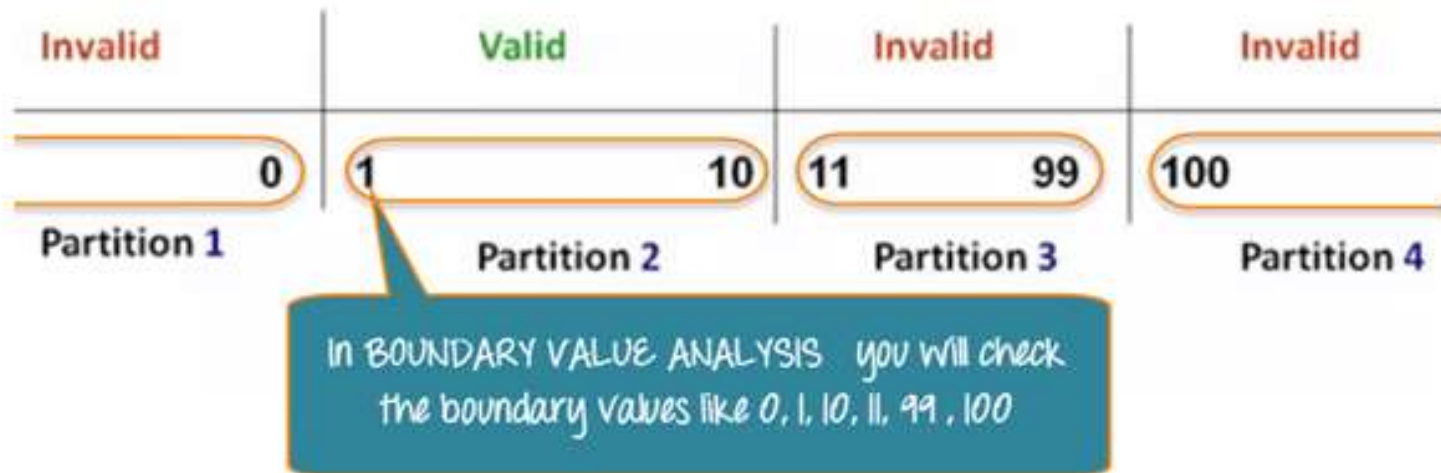 Invalid Valid Invalid Invalid
0 1 10 11 99 100
Partition 1 Partition 2 Partition 3 Partition 4
In BOUNDARY VALUE ANALYSIS you will check
the boundary values like 0, 1, 10, 11, 99 , 100